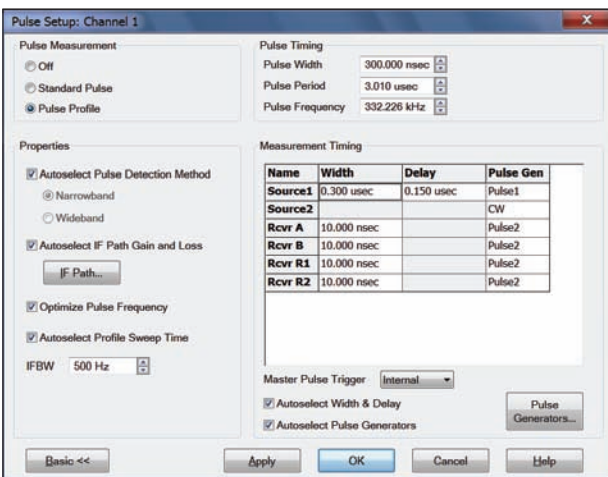 Pulse Setup: Channel 1
Pulse Measurement
Off
Standard Pulse
Pulse Profile
Pulse Timing
Pulse Width 300.000 nsec
Pulse Period 3.010 usec
Pulse Frequency 332.226 kHz
Properties
Autoselect Pulse Detection Method
Narrowband
Wideband
Autoselect IF Path Gain and Loss
IF Path...
Optimize Pulse Frequency
Autoselect Profile Sweep Time
IFBW 500 Hz
Measurement Timing
Name Width Delay Pulse Gen
Source1 0.300 usec 0.150 usec Pulse1
Source2 CW
Rcvr A 10.000 nsec Pulse2
Rcvr B 10.000 nsec Pulse2
Rcvr R1 10.000 nsec Pulse2
Rcvr R2 10.000 nsec Pulse2
Master Pulse Trigger Internal
Autoselect Width & Delay
Autoselect Pulse Generators
Pulse
Generators...
Basic << Apply OK Cancel Help